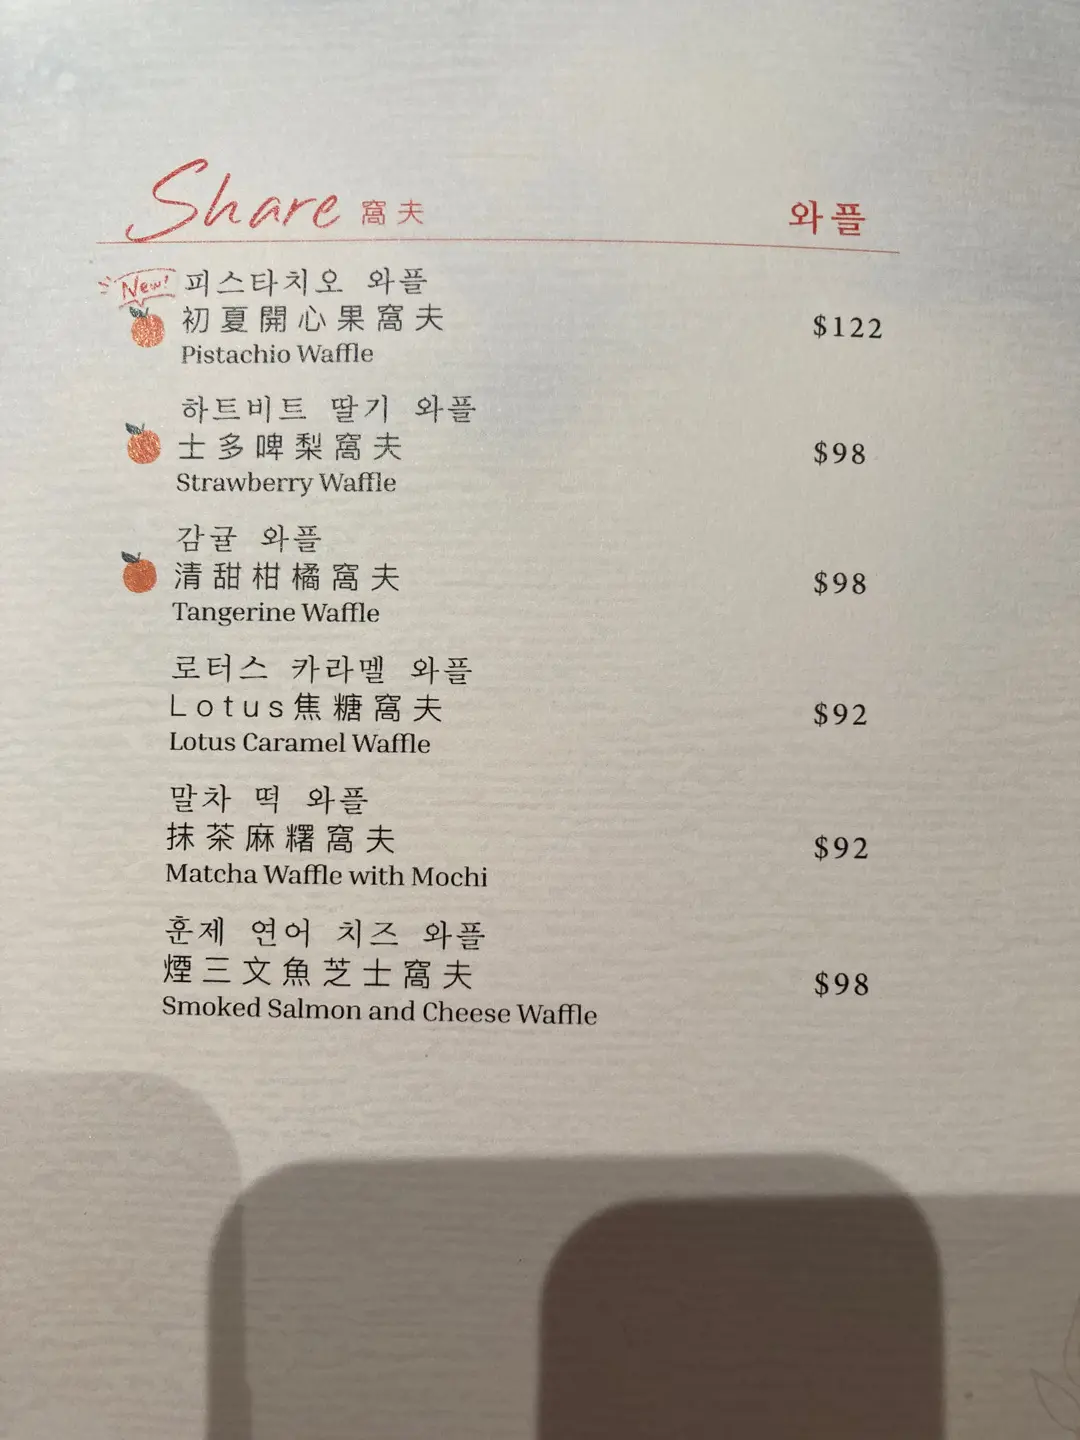 Share 窩夫 와플
New! 피스타치오 와플
初夏開心果窩夫 $122
Pistachio Waffle
하트비트 딸기 와플
士多啤梨窩夫 $98
Strawberry Waffle
감귤 와플
清甜柑橘窩夫 $98
Tangerine Waffle
로터스 카라멜 와플
Lotus焦糖窩夫 $92
Lotus Caramel Waffle
말차 떡 와플
抹茶麻糬窩夫 $92
Matcha Waffle with Mochi
훈제 연어 치즈 와플
煙三文魚芝士窩夫 $98
Smoked Salmon and Cheese Waffle